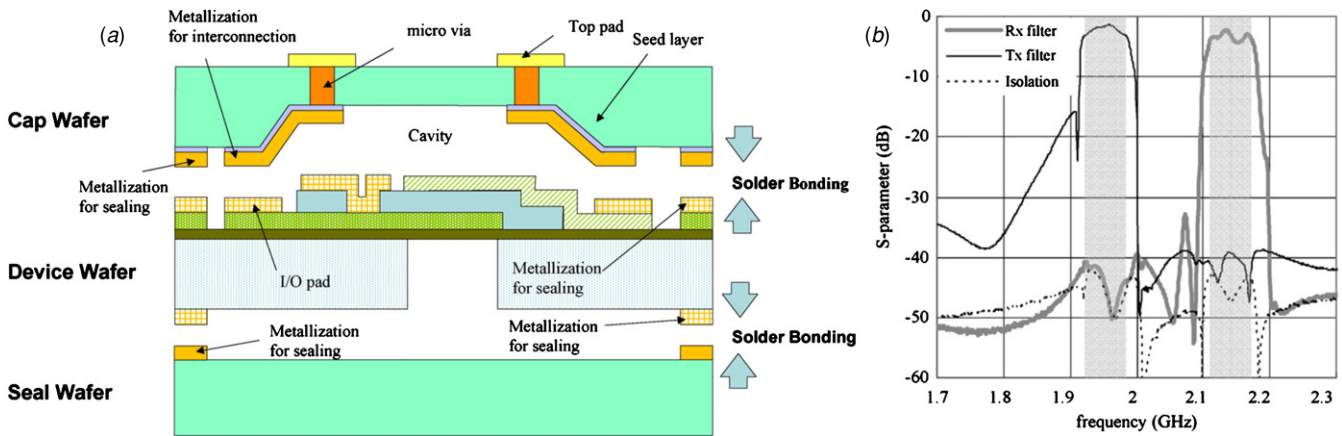 (a)
Metallization
for interconnection
micro via
Top pad
Seed layer
Cap Wafer
Cavity
Metallization
for sealing
Solder Bonding
Device Wafer
I/O pad
Metallization
for sealing
Metallization
for sealing
Metallization
for sealing
Solder Bonding
Seal Wafer
(b)
Rx filter
Tx filter
Isolation
S-parameter (dB)
0
-10
-20
-30
-40
-50
-60
1.7
1.8
1.9
2
2.1
2.2
2.3
frequency (GHz)